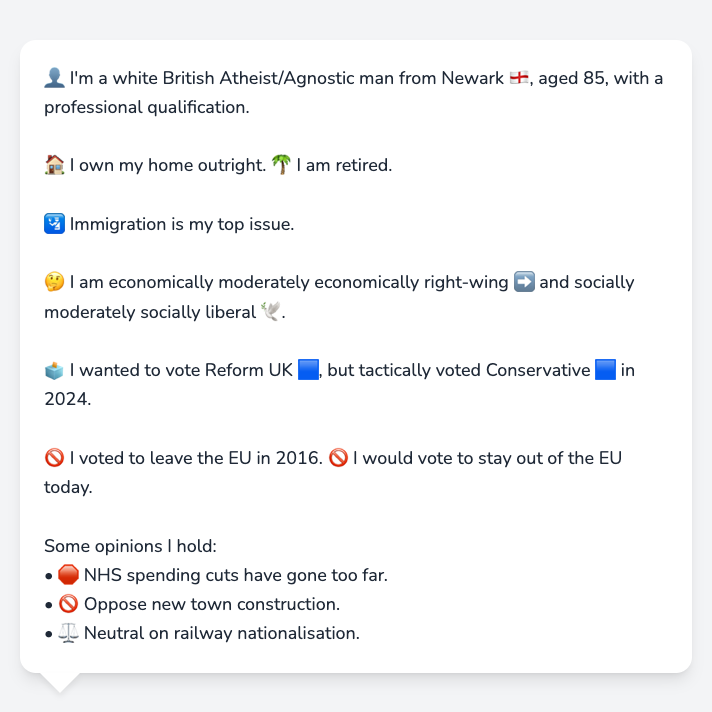 👤 I'm a white British Atheist/Agnostic man from Newark 🏴󠁧󠁢󠁥󠁮󠁧󠁿, aged 85, with a
professional qualification.
🏠 I own my home outright. 🌴 I am retired.
🛂 Immigration is my top issue.
🤔 I am economically moderately economically right-wing ➡️ and socially
moderately socially liberal 🕊️.
🗳️ I wanted to vote Reform UK 🟦, but tactically voted Conservative 🟦 in
2024.
🚫 I voted to leave the EU in 2016. 🚫 I would vote to stay out of the EU
today.
Some opinions I hold:
• 🛑 NHS spending cuts have gone too far.
• 🚫 Oppose new town construction.
• ⚖️ Neutral on railway nationalisation.